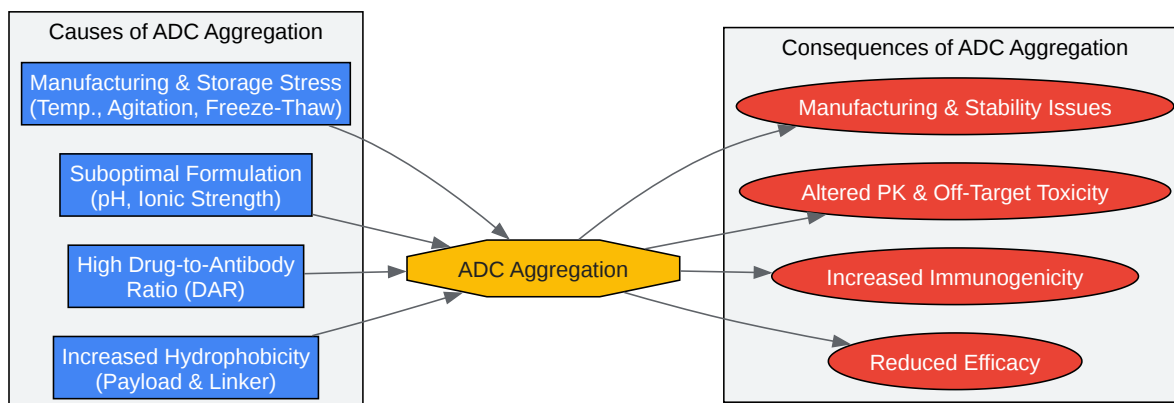 Causes of ADC Aggregation
Manufacturing & Storage Stress
(Temp., Agitation, Freeze-Thaw)
Suboptimal Formulation
(pH, Ionic Strength)
High Drug-to-Antibody
Ratio (DAR)
Increased Hydrophobicity
(Payload & Linker)
ADC Aggregation
Consequences of ADC Aggregation
Manufacturing & Stability Issues
Altered PK & Off-Target Toxicity
Increased Immunogenicity
Reduced Efficacy